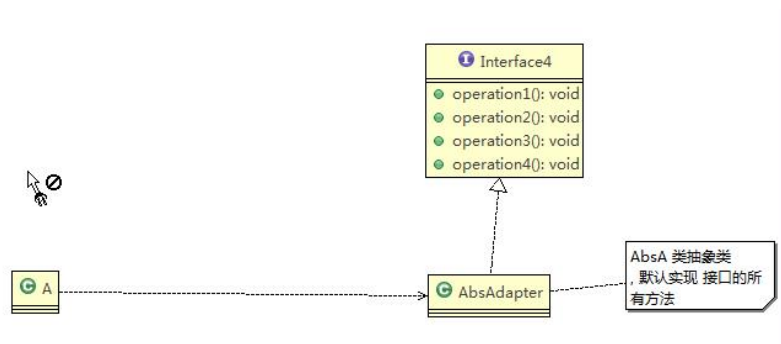 I Interface4
operation1(): void
operation2(): void
operation3(): void
operation4(): void
C A
C AbsAdapter
AbsA 类抽象类
, 默认实现 接口的所
有方法